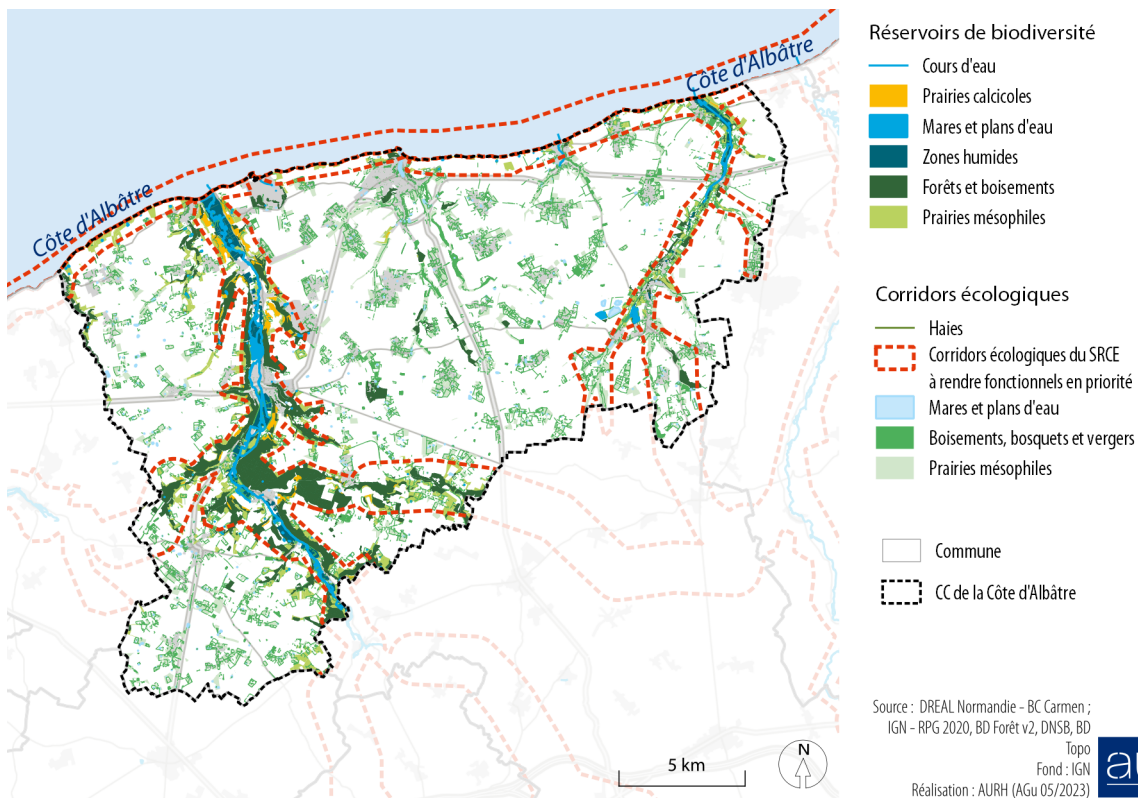 Côte d'Albâtre
Côte d'Albâtre
Réservoirs de biodiversité
Cours d'eau
Prairies calcicoles
Mares et plans d'eau
Zones humides
Forêts et boisements
Prairies mésophiles
Corridors écologiques
Haies
Corridors écologiques du SRCE
à rendre fonctionnels en priorité
Mares et plans d'eau
Boisements, bosquets et vergers
Prairies mésophiles
Commune
CC de la Côte d'Albâtre
5 km
N
Source : DREAL Normandie - BC Carmen ;
IGN - RPG 2020, BD Forêt v2, DNSB, BD
Topo
Fond : IGN
Réalisation : AURH (AGu 05/2023)